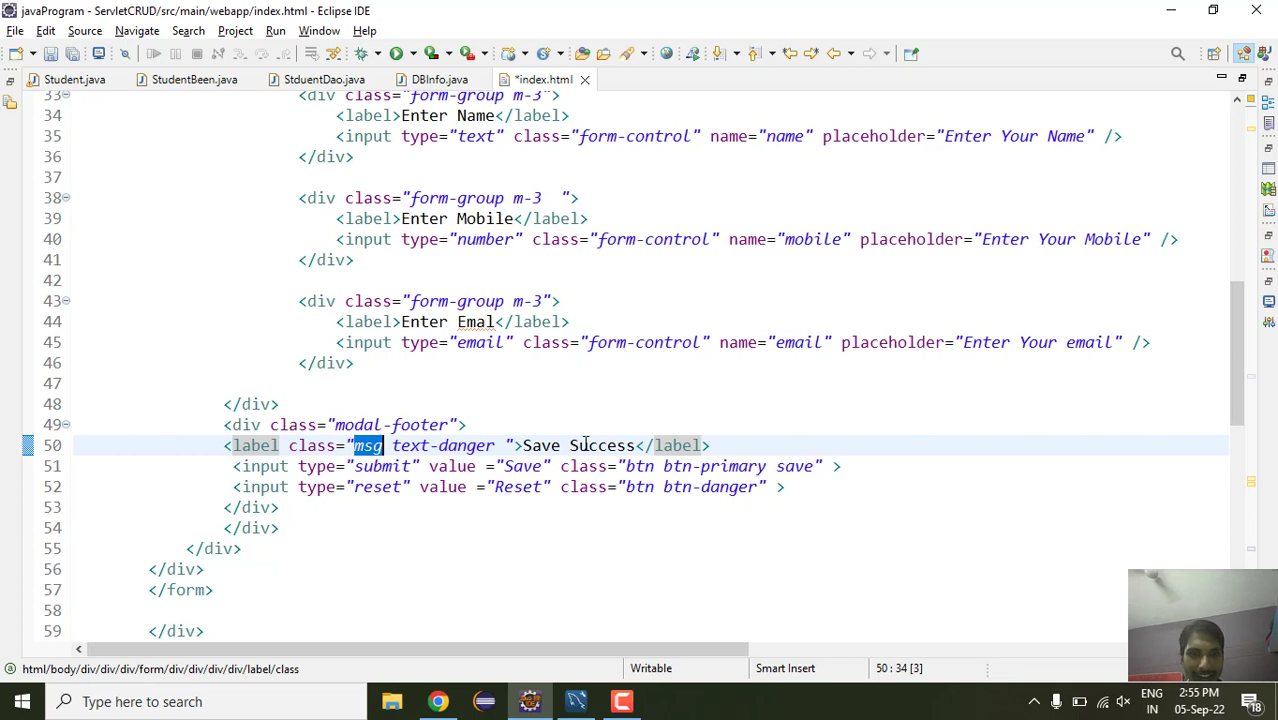 javaProgram - ServletCRUD/src/main/webapp/index.html - Eclipse IDE
File Edit Source Navigate Search Project Run Window Help
Student.java StudentBeen.java StduentDao.java DBInfo.java *index.html
33 <div class="form-group m-3">
34 <label>Enter Name</label>
35 <input type="text" class="form-control" name="name" placeholder="Enter Your Name" />
36 </div>
37
38 <div class="form-group m-3  ">
39 <label>Enter Mobile</label>
40 <input type="number" class="form-control" name="mobile" placeholder="Enter Your Mobile" />
41 </div>
42
43 <div class="form-group m-3">
44 <label>Enter Emal</label>
45 <input type="email" class="form-control" name="email" placeholder="Enter Your email" />
46 </div>
47
48 </div>
49 <div class="modal-footer">
50 <label class="msg text-danger ">Save Success</label>
51 <input type="submit" value ="Save" class="btn btn-primary save" >
52 <input type="reset" value ="Reset" class="btn btn-danger" >
53 </div>
54 </div>
55 </div>
56 </div>
57 </form>
58
59 </div>
html/body/div/div/div/form/div/div/div/div/label/class Writable Smart Insert 50 : 34 [3]
Type here to search
ENG IN
2:55 PM
05-Sep-22
18